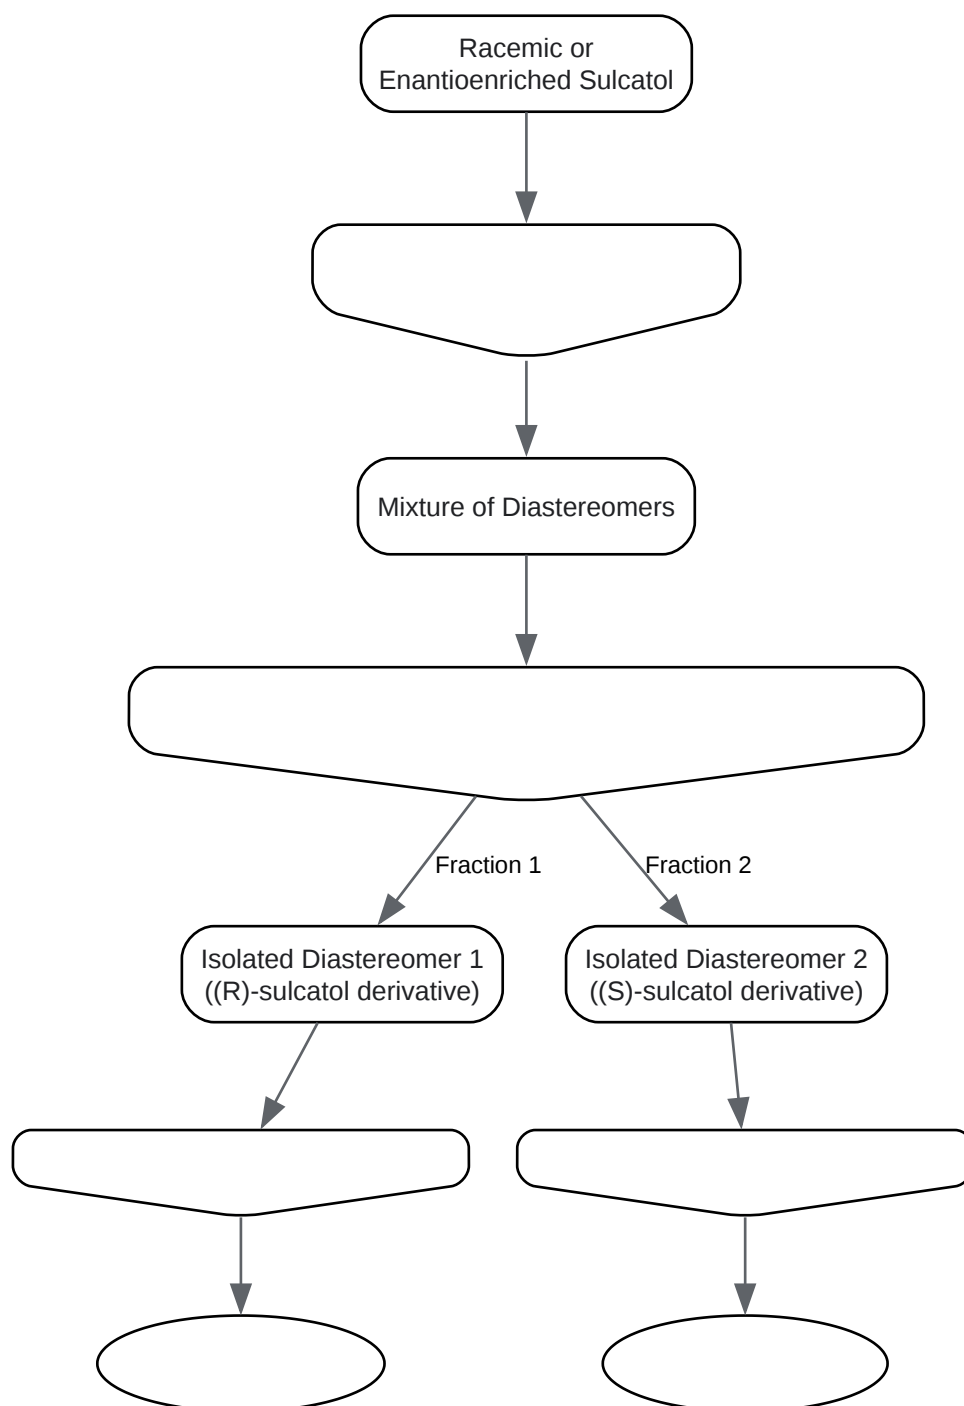 Racemic or
Enantioenriched Sulcatol
Mixture of Diastereomers
Fraction 1
Fraction 2
Isolated Diastereomer 1
((R)-sulcatol derivative)
Isolated Diastereomer 2
((S)-sulcatol derivative)